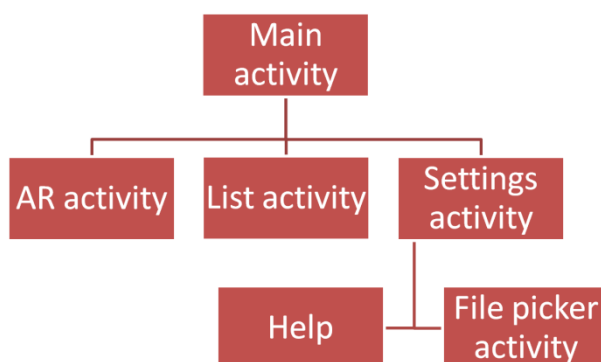 Main
activity
AR activity
List activity
Settings
activity
Help
File picker
activity